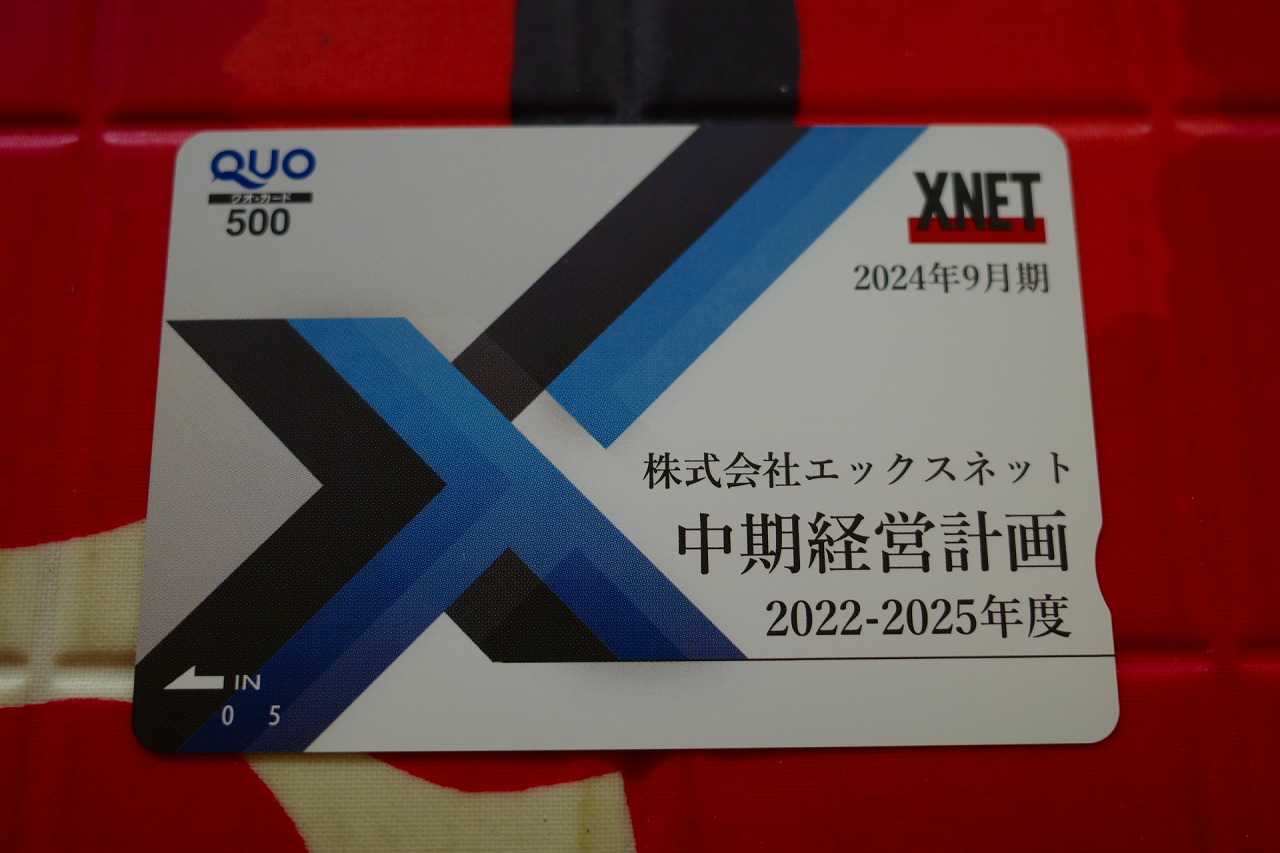 QUO
クオ・カード
500
XNET
2024年9月期
株式会社エックスネット
中期経営計画
2022-2025年度
IN
0 5